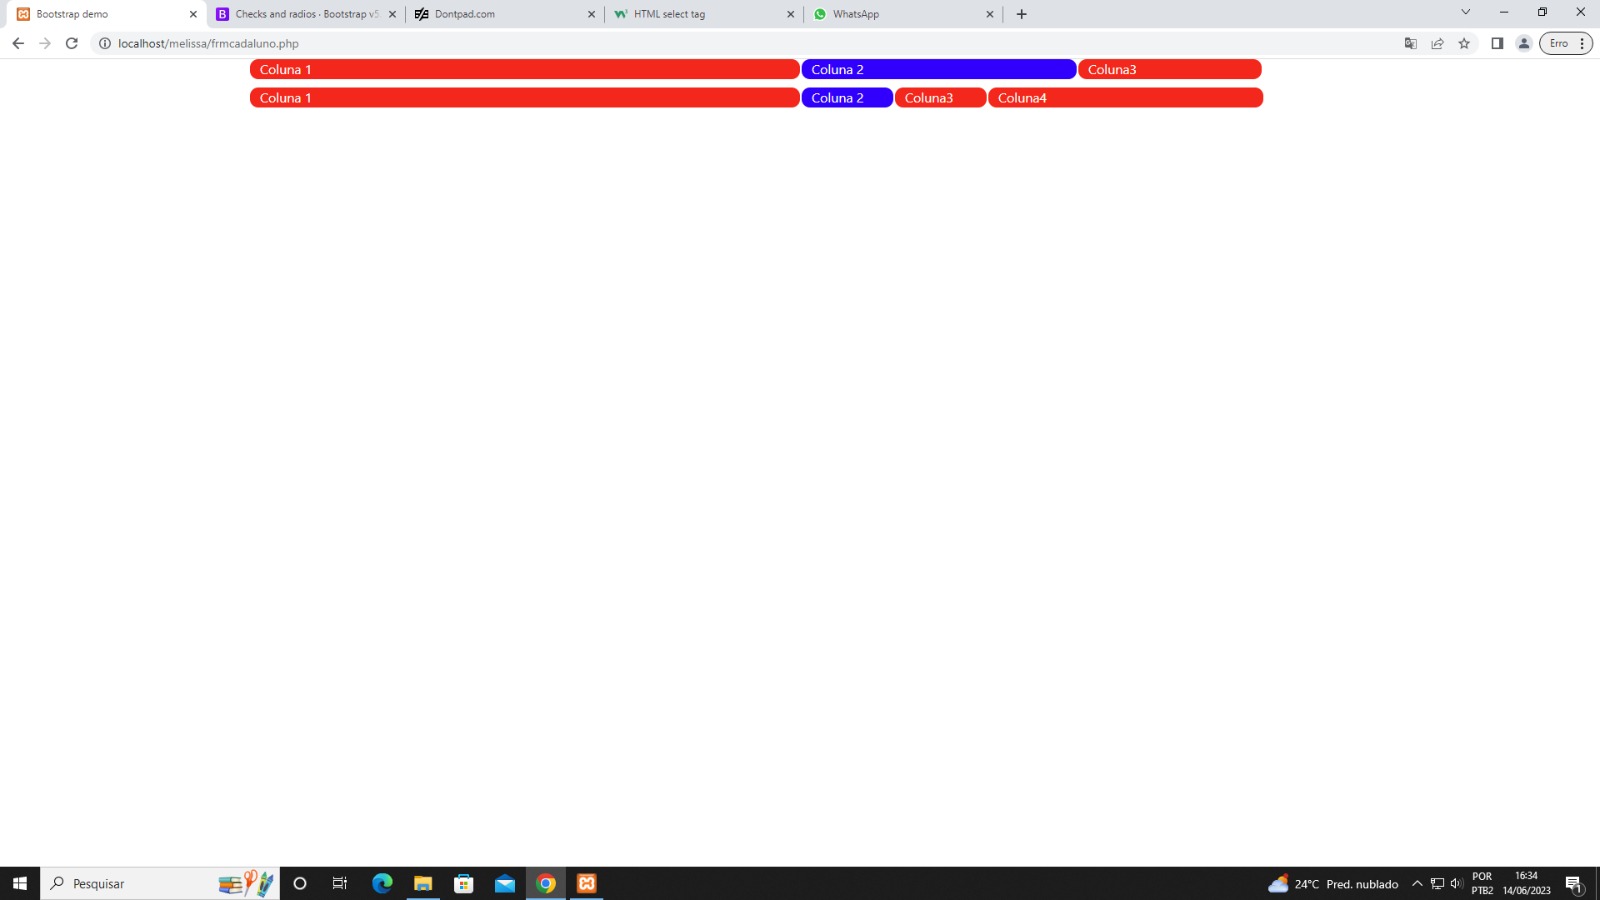 Bootstrap demo
Checks and radios · Bootstrap v5
Dontpad.com
HTML select tag
WhatsApp
localhost/melissa/frmcadaluno.php
Erro
Coluna 1 Coluna 2 Coluna3
Coluna 1 Coluna 2 Coluna3 Coluna4
Pesquisar
24°C Pred. nublado
POR
PTB2
16:34
14/06/2023
1